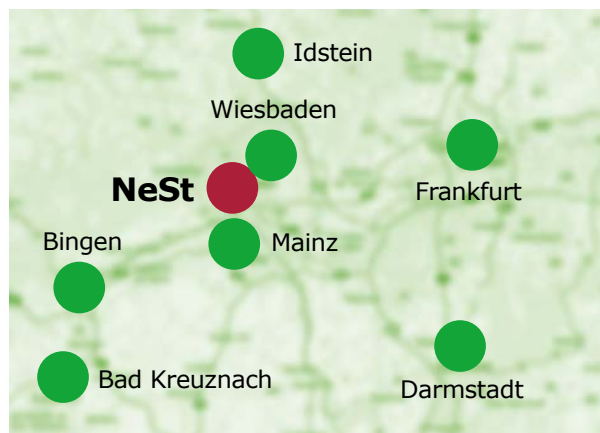 Idstein
Wiesbaden
NeSt
Frankfurt
Bingen
Mainz
Bad Kreuznach
Darmstadt